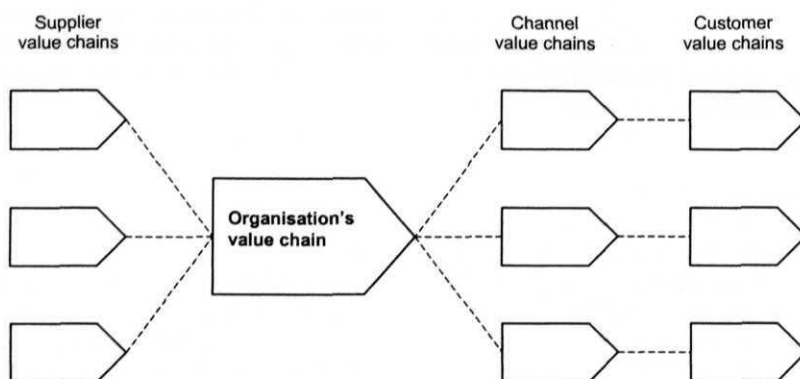 Supplier
value chains
Channel
value chains
Customer
value chains
Organisation's
value chain